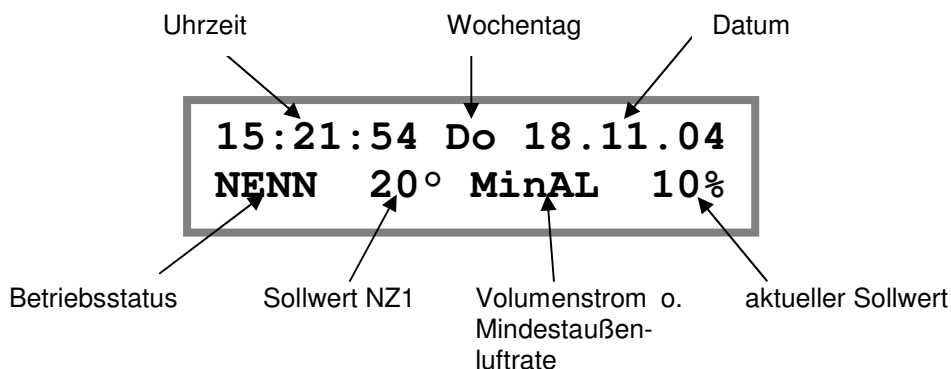 Uhrzeit Wochentag Datum
15:21:54 Do 18.11.04
NENN 20° MinAL 10%
Betriebsstatus Sollwert NZ1 Volumenstrom o. aktueller Sollwert
Mindestaußen-
luftrate